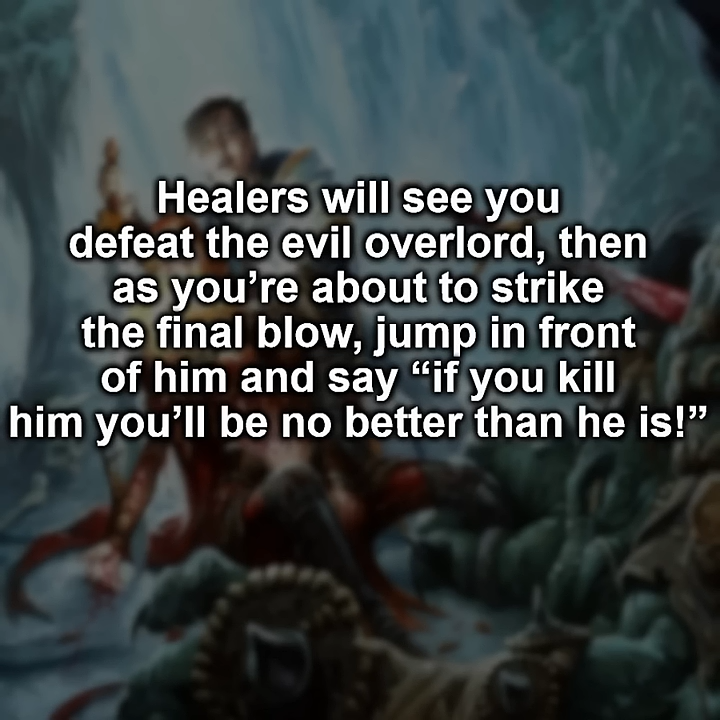 Healers will see you
defeat the evil overlord, then
as you’re about to strike
the final blow, jump in front
of him and say “if you kill
him you’ll be no better than he is!”